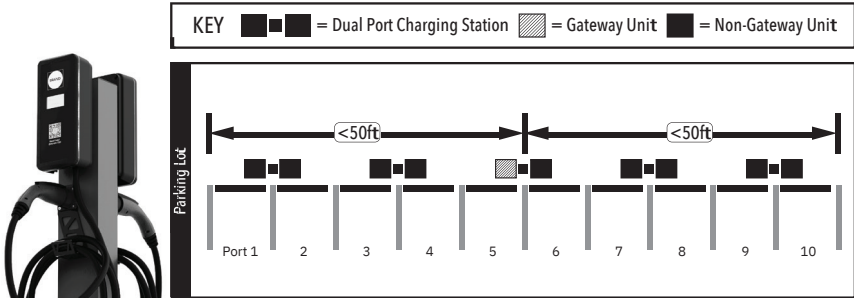 KEY = Dual Port Charging Station = Gateway Unit = Non-Gateway Unit
Parking Lot
<50ft <50ft
Port 1 2 3 4 5 6 7 8 9 10